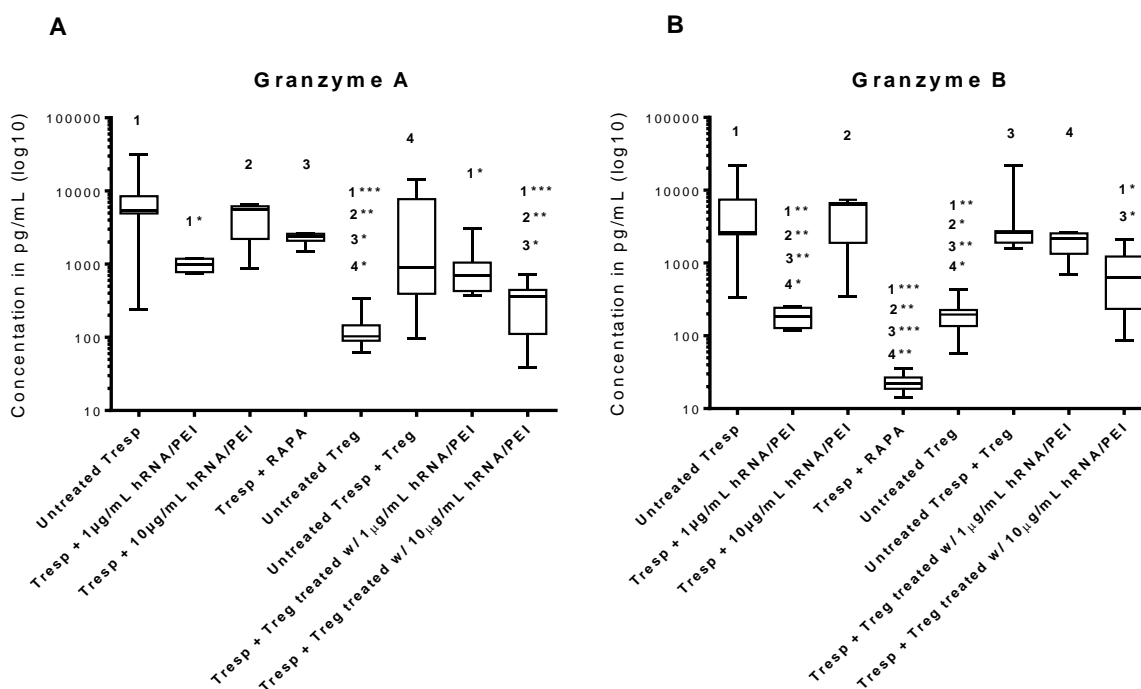 A
Granzyme A
Concentration in pg/mL (log10)
100000
10000
1000
100
10
1
1*
2
3
1***
2**
3*
4*
4
1*
1***
2**
3*
Untreated Tresp
Tresp + 1µg/mL hRNA/PEI
Tresp + 10µg/mL hRNA/PEI
Tresp + RAPA
Untreated Treg
Untreated Tresp + Treg
Tresp + Treg treated w/ 1µg/mL hRNA/PEI
Tresp + Treg treated w/ 10µg/mL hRNA/PEI
B
Granzyme B
Concentration in pg/mL (log10)
100000
10000
1000
100
10
1
1**
2**
3**
4*
2
1***
2**
3***
4**
1**
2*
3**
4*
3
4
1*
3*
Untreated Tresp
Tresp + 1µg/mL hRNA/PEI
Tresp + 10µg/mL hRNA/PEI
Tresp + RAPA
Untreated Treg
Untreated Tresp + Treg
Tresp + Treg treated w/ 1µg/mL hRNA/PEI
Tresp + Treg treated w/ 10µg/mL hRNA/PEI